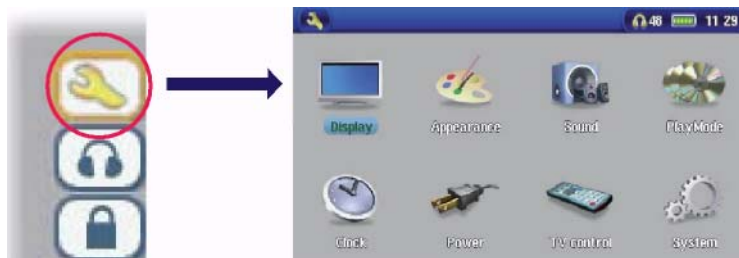 48 11 29
Display Appearance Sound PlayMode
Clock Power TV control System